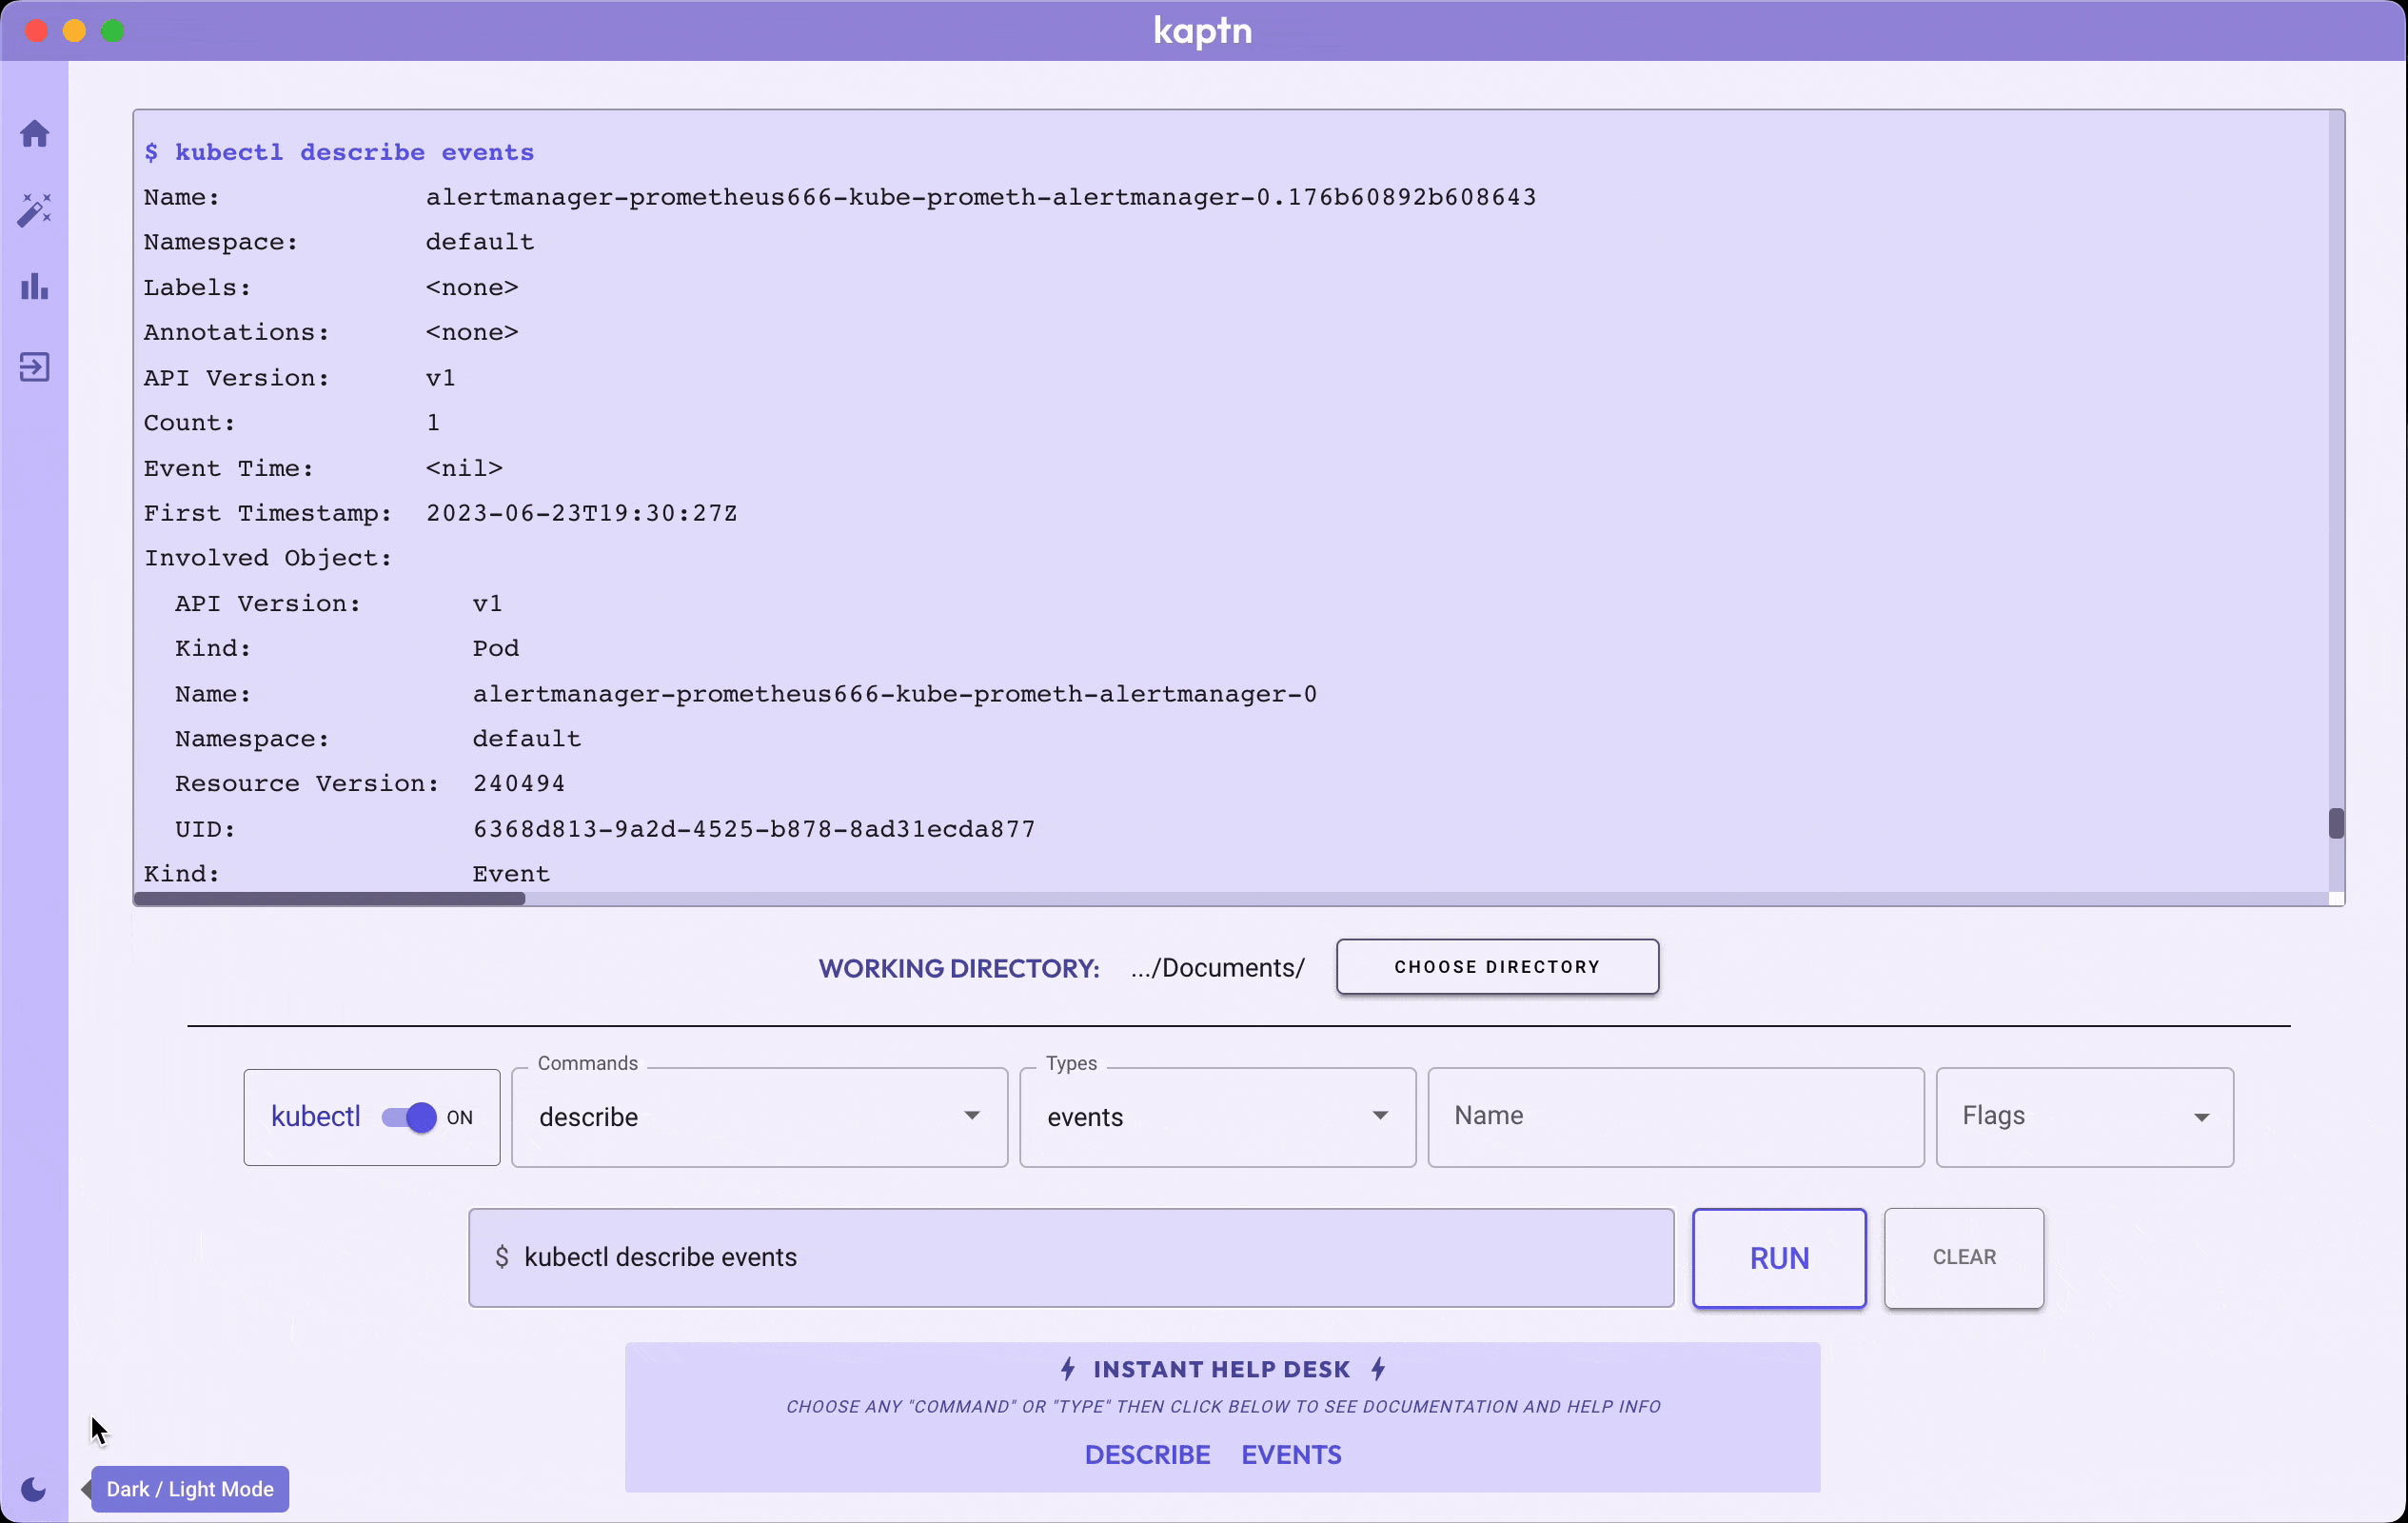 kaptn
$ kubectl describe events
Name: alertmanager-prometheus666-kube-prometh-alertmanager-0.176b60892b608643
Namespace: default
Labels: <none>
Annotations: <none>
API Version: v1
Count: 1
Event Time: <nil>
First Timestamp: 2023-06-23T19:30:27Z
Involved Object:
API Version: v1
Kind: Pod
Name: alertmanager-prometheus666-kube-prometh-alertmanager-0
Namespace: default
Resource Version: 240494
UID: 6368d813-9a2d-4525-b878-8ad31ecda877
Kind: Event
WORKING DIRECTORY: .../Documents/ CHOOSE DIRECTORY
Commands Types
kubectl ON describe events Name Flags
$ kubectl describe events RUN CLEAR
INSTANT HELP DESK
CHOOSE ANY "COMMAND" OR "TYPE" THEN CLICK BELOW TO SEE DOCUMENTATION AND HELP INFO
DESCRIBE EVENTS
Dark / Light Mode